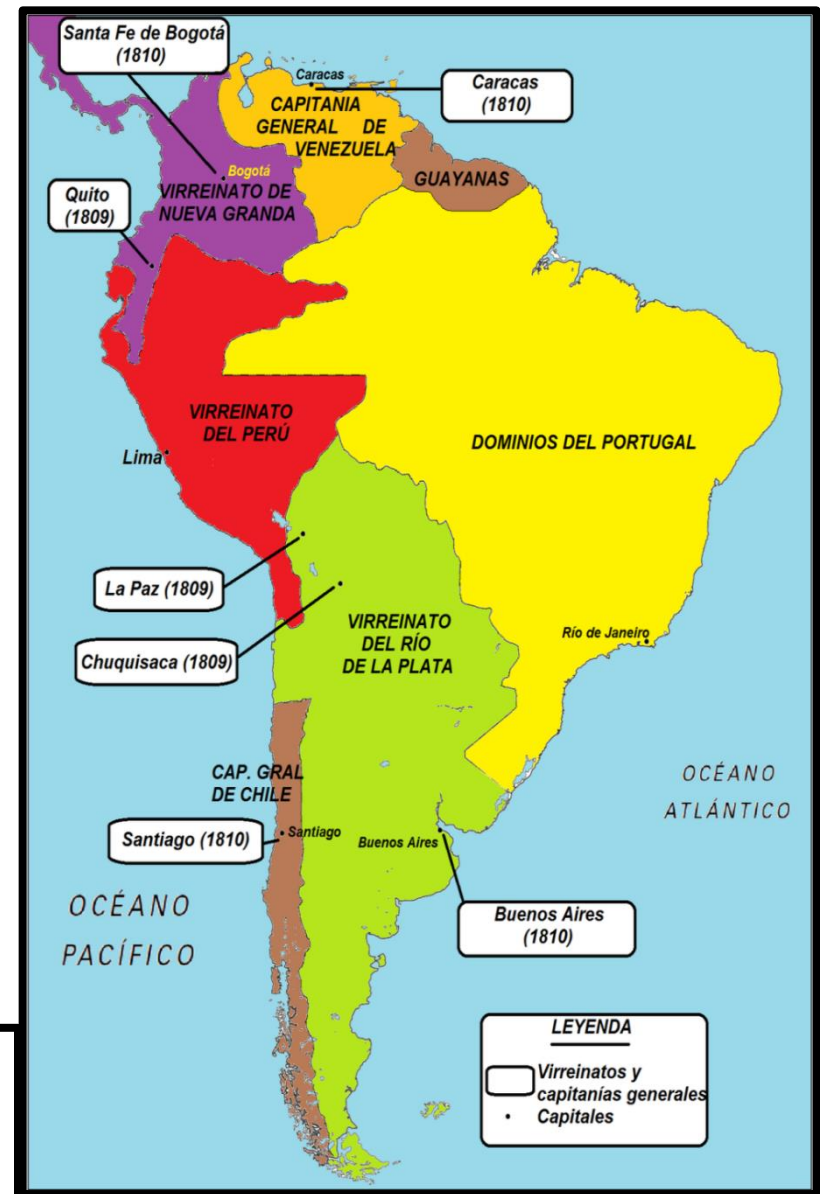 Santa Fe de Bogotá
(1810)
Caracas
Caracas
(1810)
CAPITANIA
GENERAL DE
VENEZUELA
GUAYANAS
Bogotá
VIRREINATO DE
NUEVA GRANDA
Quito
(1809)
VIRREINATO
DEL PERÚ
Lima
DOMINIOS DEL PORTUGAL
La Paz (1809)
Chuquisaca (1809)
VIRREINATO
DEL RÍO
DE LA PLATA
Río de Janeiro
CAP. GRAL
DE CHILE
Santiago (1810)
Santiago
Buenos Aires
OCÉANO
ATLÁNTICO
OCÉANO
PACÍFICO
Buenos Aires
(1810)
LEYENDA
Virreinatos y
capitanías generales
Capitales